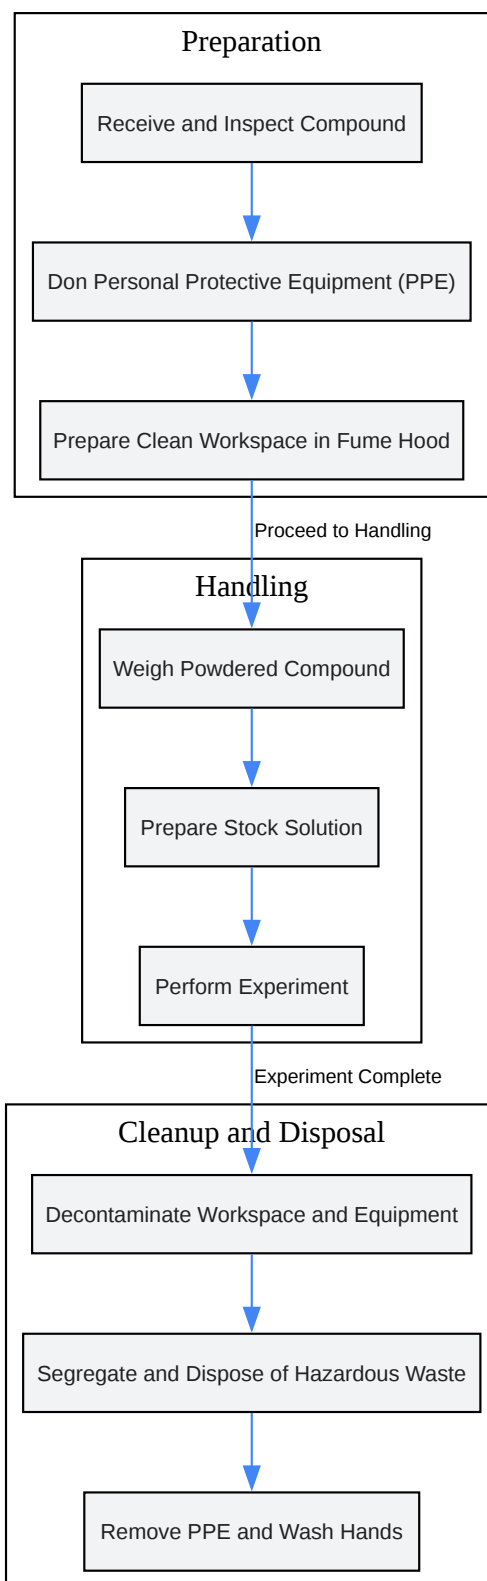 Preparation
Receive and Inspect Compound
Don Personal Protective Equipment (PPE)
Prepare Clean Workspace in Fume Hood
Proceed to Handling
Handling
Weigh Powdered Compound
Prepare Stock Solution
Perform Experiment
Experiment Complete
Cleanup and Disposal
Decontaminate Workspace and Equipment
Segregate and Dispose of Hazardous Waste
Remove PPE and Wash Hands